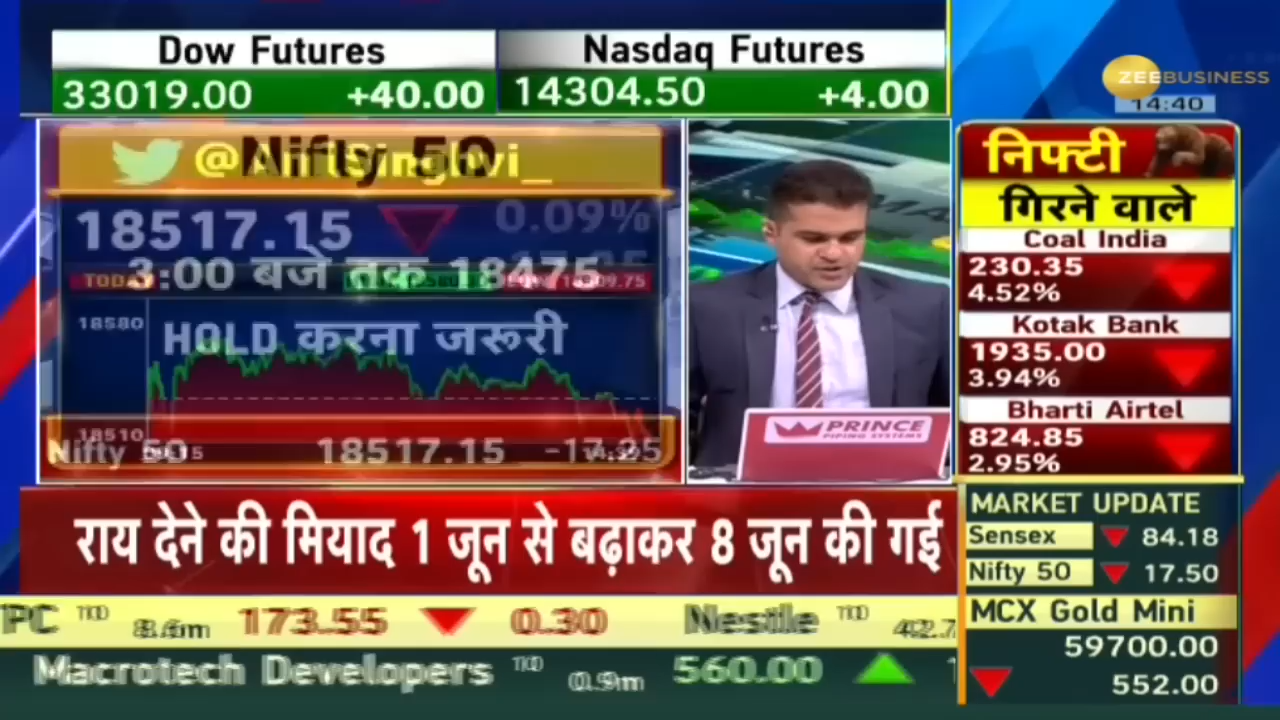 Dow Futures
33019.00 +40.00
Nasdaq Futures
14304.50 +4.00
ZEEBUSINESS
14:40
Nifty 50
@AnilSinghvi_
18517.15 0.09%
TODAY
3:00 बजे तक 18475
18580
HOLD करना जरूरी
18510
Nifty 50 18517.15
PRINCE
PIPING SYSTEMS
निफ्टी
गिरने वाले
Coal India
230.35
4.52%
Kotak Bank
1935.00
3.94%
Bharti Airtel
824.85
2.95%
राय देने की मियाद 1 जून से बढ़ाकर 8 जून की गई
MARKET UPDATE
Sensex 84.18
Nifty 50 17.50
MCX Gold Mini
59700.00
552.00
173.55 0.30 Nestle
Macrotech Developers 0.9m 560.00